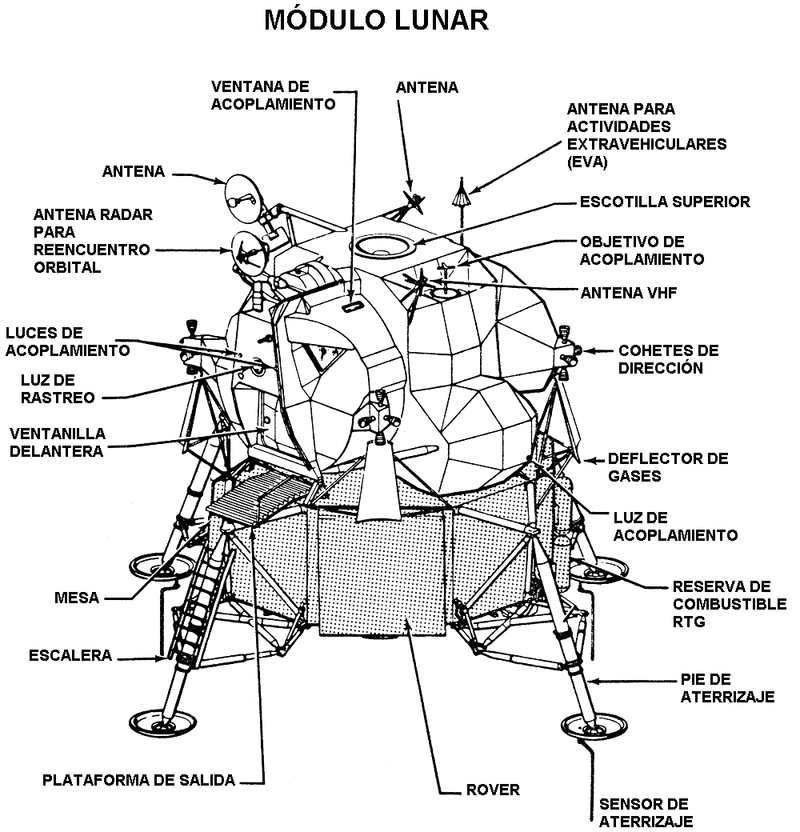 MÓDULO LUNAR
VENTANA DE
ACOPLAMIENTO
ANTENA
ANTENA PARA
ACTIVIDADES
EXTRAVEHICULARES
(EVA)
ANTENA
ESCOTILLA SUPERIOR
ANTENA RADAR
PARA
REENCUENTRO
ORBITAL
OBJETIVO DE
ACOPLAMIENTO
ANTENA VHF
LUCES DE
ACOPLAMIENTO
COHETES DE
DIRECCIÓN
LUZ DE
RASTREO
VENTANILLA
DELANTERA
DEFLECTOR DE
GASES
LUZ DE
ACOPLAMIENTO
MESA
RESERVA DE
COMBUSTIBLE
RTG
ESCALERA
PIE DE
ATERRIZAJE
PLATAFORMA DE SALIDA
ROVER
SENSOR DE
ATERRIZAJE